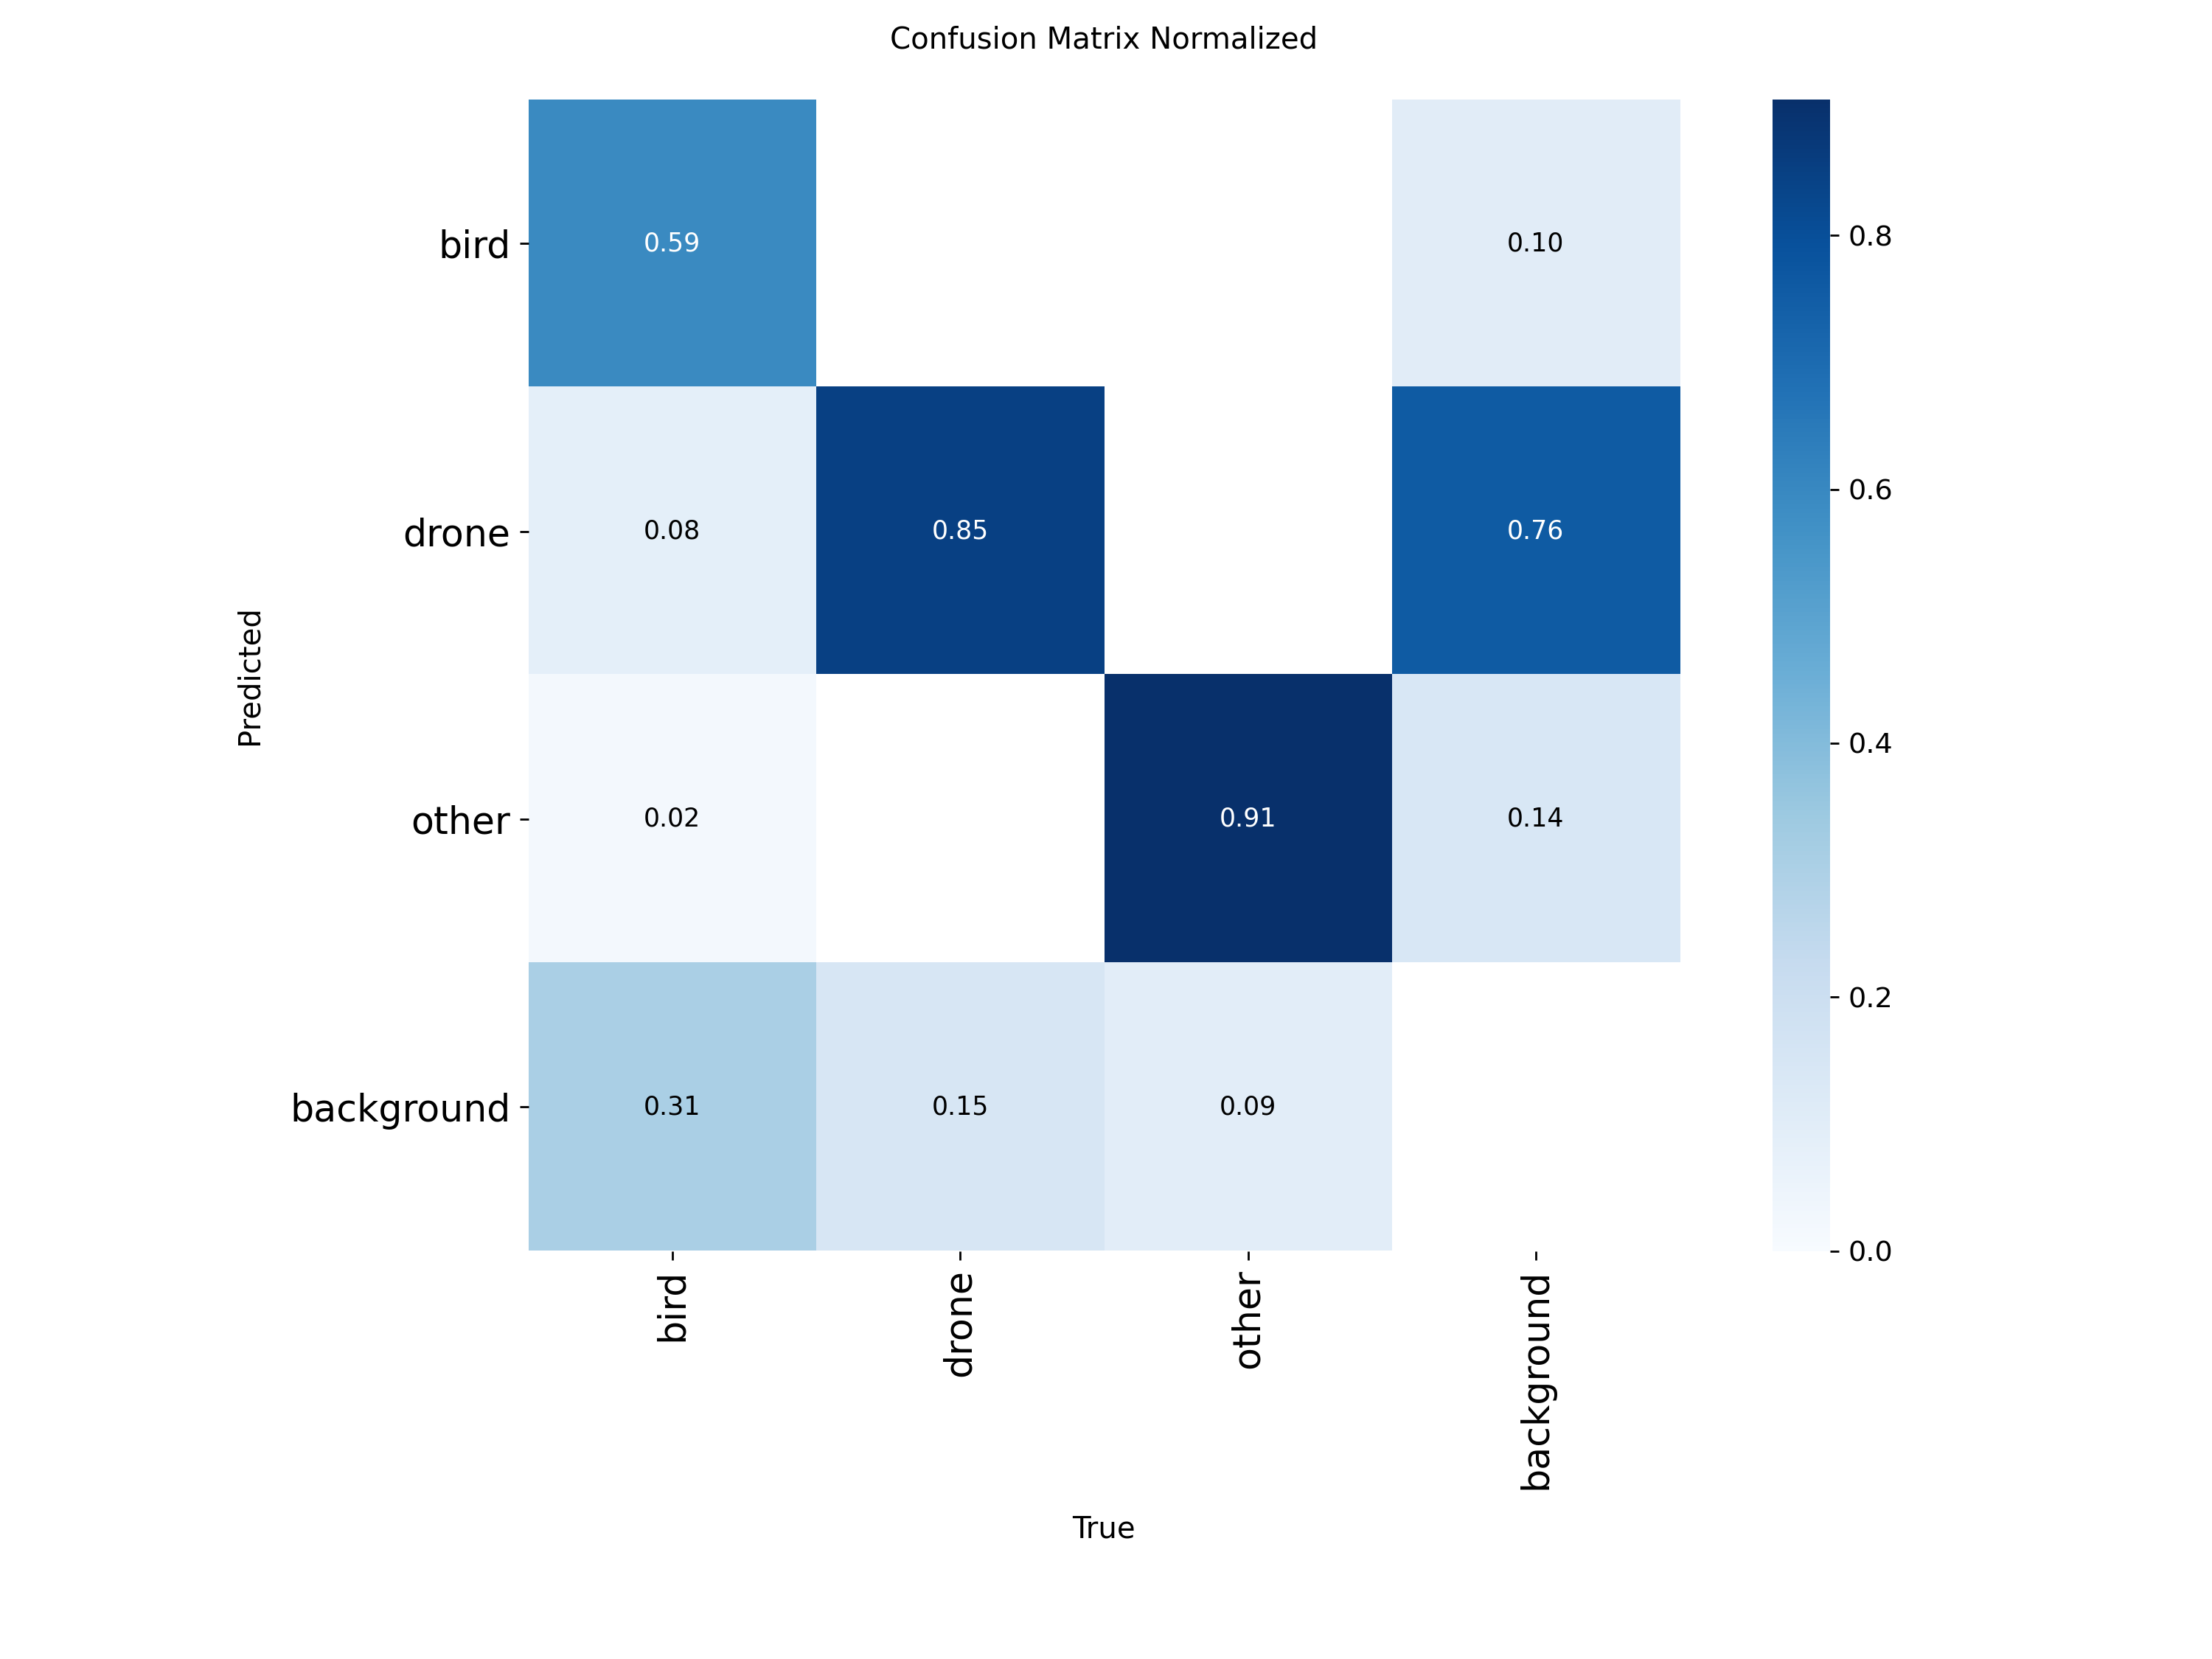 Confusion Matrix Normalized
bird
0.59
0.10
0.8
drone
0.08
0.85
0.76
0.6
Predicted
other
0.02
0.91
0.14
0.4
background
0.31
0.15
0.09
0.2
0.0
bird
drone
other
background
True